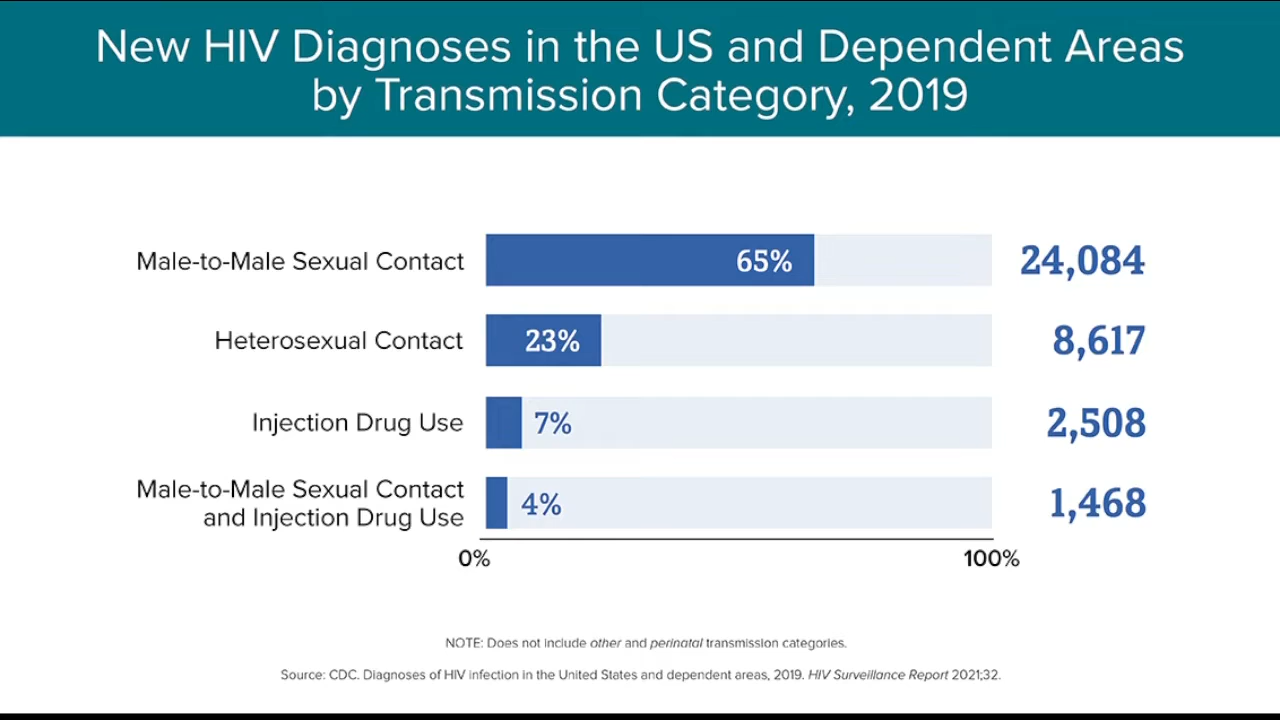 New HIV Diagnoses in the US and Dependent Areas
by Transmission Category, 2019
Male-to-Male Sexual Contact 65% 24,084
Heterosexual Contact 23% 8,617
Injection Drug Use 7% 2,508
Male-to-Male Sexual Contact
and Injection Drug Use 4% 1,468
0% 100%
NOTE: Does not include other and perinatal transmission categories.
Source: CDC. Diagnoses of HIV infection in the United States and dependent areas, 2019. HIV Surveillance Report 2021;32.